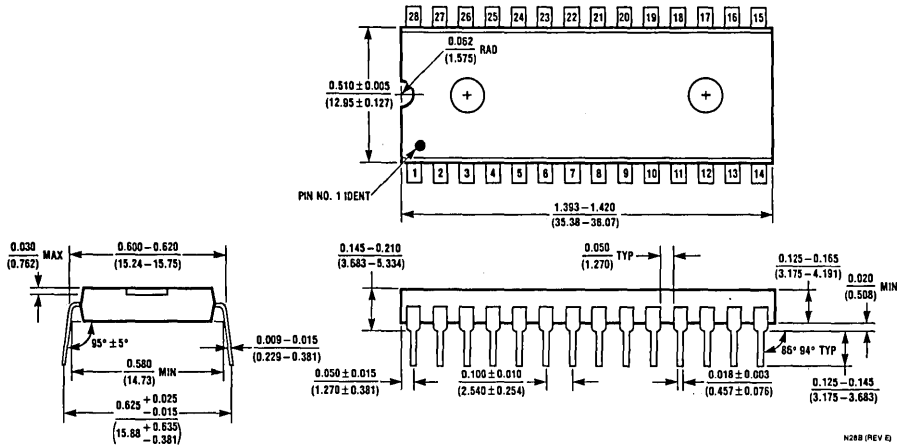 28 27 26 25 24 23 22 21 20 19 18 17 16 15
0.062
(1.575)
RAD
0.510 ± 0.005
(12.95 ± 0.127)
PIN NO. 1 IDENT
1 2 3 4 5 6 7 8 9 10 11 12 13 14
1.393 – 1.420
(35.38 – 36.07)
0.030
(0.762)
MAX
0.600 – 0.620
(15.24 – 15.75)
95° ± 5°
0.580
(14.73)
MIN
0.009 – 0.015
(0.229 – 0.381)
0.625 + 0.025
– 0.015
(15.88 + 0.635
– 0.381)
0.145 – 0.210
(3.683 – 5.334)
0.050
(1.270)
TYP
0.125 – 0.165
(3.175 – 4.191)
0.020
(0.508)
MIN
0.050 ± 0.015
(1.270 ± 0.381)
0.100 ± 0.010
(2.540 ± 0.254)
0.018 ± 0.003
(0.457 ± 0.076)
86° 94° TYP
0.125 – 0.145
(3.175 – 3.683)
N28B (REV E)